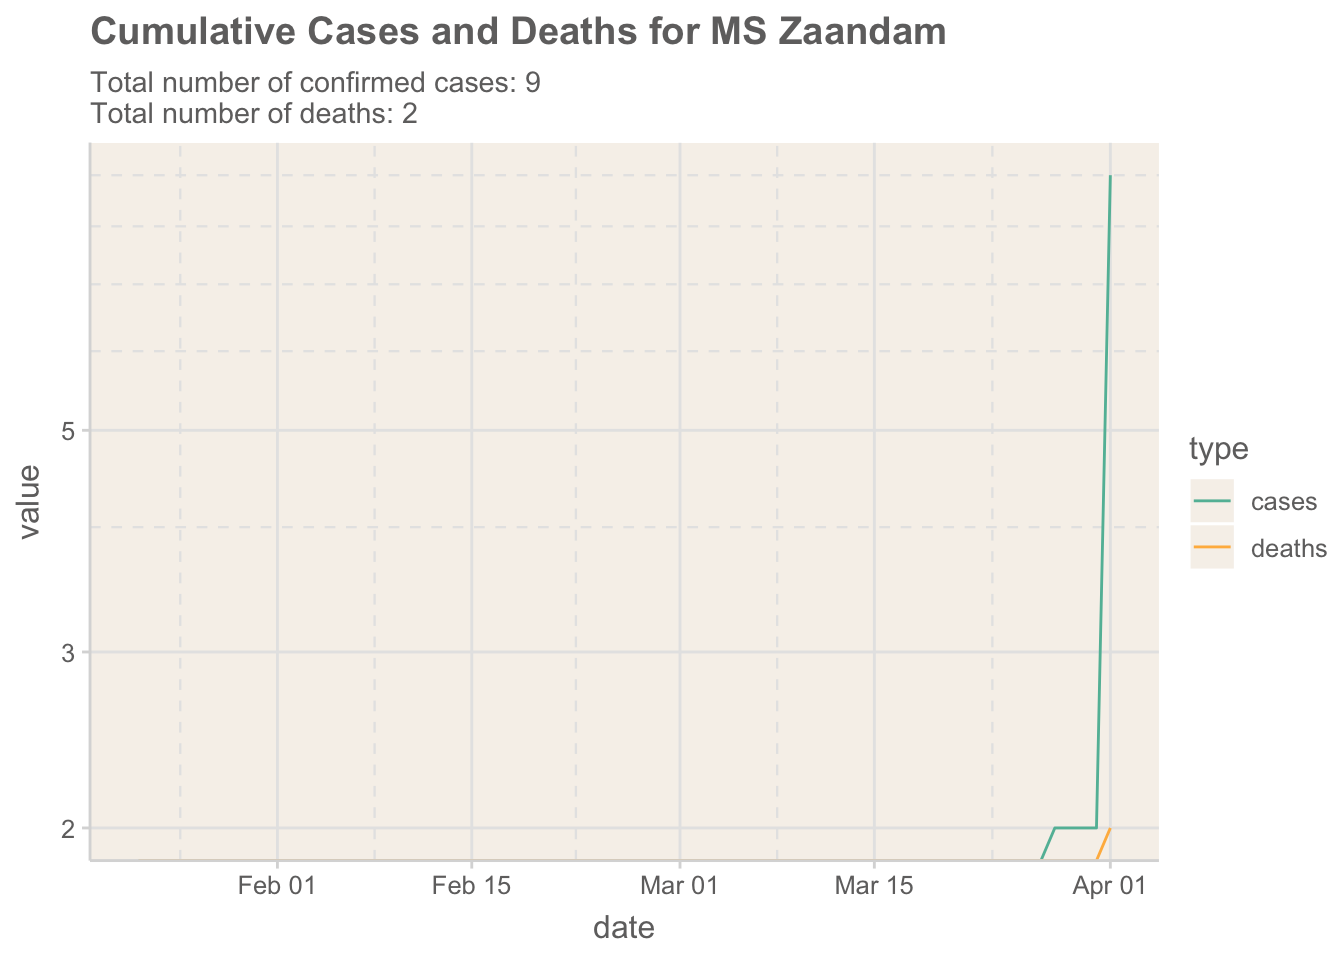 Cumulative Cases and Deaths for MS Zaandam
Total number of confirmed cases: 9
Total number of deaths: 2
5
3
2
value
Feb 01
Feb 15
Mar 01
Mar 15
Apr 01
date
type
cases
deaths